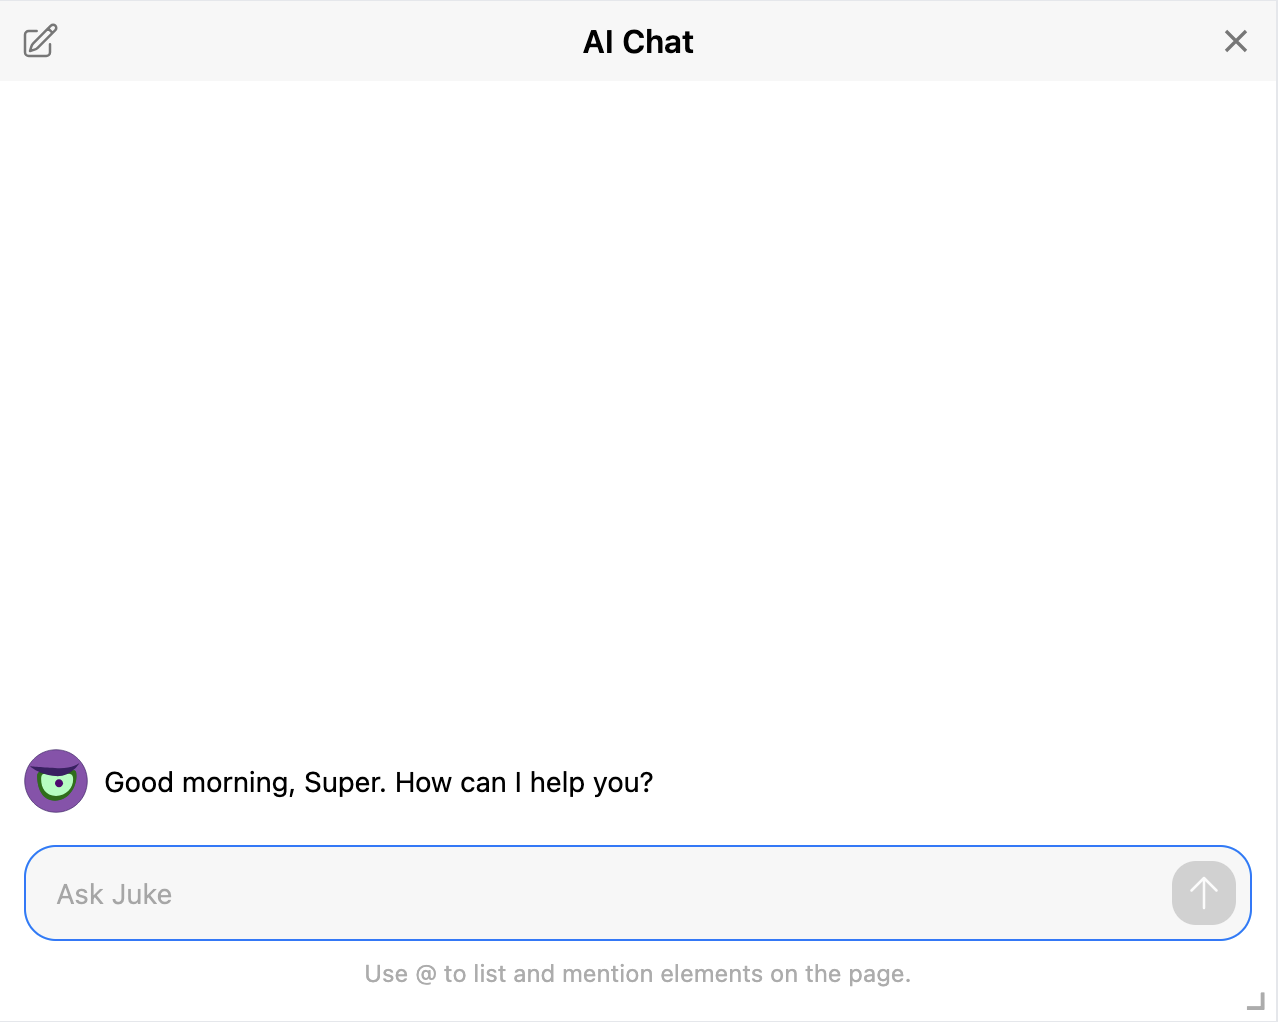 AI Chat
Good morning, Super. How can I help you?
Ask Juke
Use @ to list and mention elements on the page.